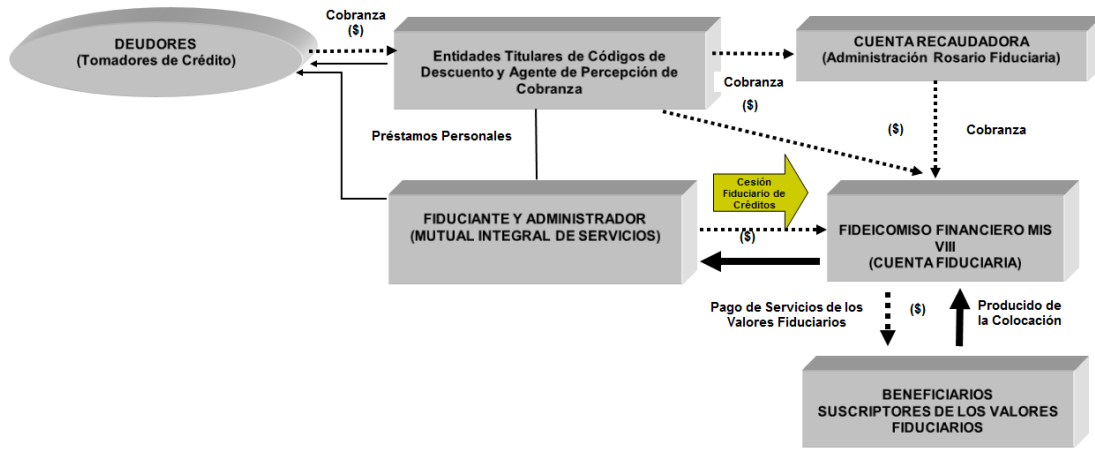 Cobranza
($)
DEUDORES
(Tomadores de Crédito)
Entidades Titulares de Códigos de
Descuento y Agente de Percepción de
Cobranza
CUENTA RECAUDADORA
(Administración Rosario Fiduciaria)
Cobranza
($)
($)
Cobranza
Préstamos Personales
Cesión
Fiduciario de
Créditos
FIDUCIANTE Y ADMINISTRADOR
(MUTUAL INTEGRAL DE SERVICIOS)
($)
FIDEICOMISO FINANCIERO MIS
VIII
(CUENTA FIDUCIARIA)
Pago de Servicios de los
Valores Fiduciarios
($)
Producido de
la Colocación
BENEFICIARIOS
SUSCRIPTORES DE LOS VALORES
FIDUCIARIOS